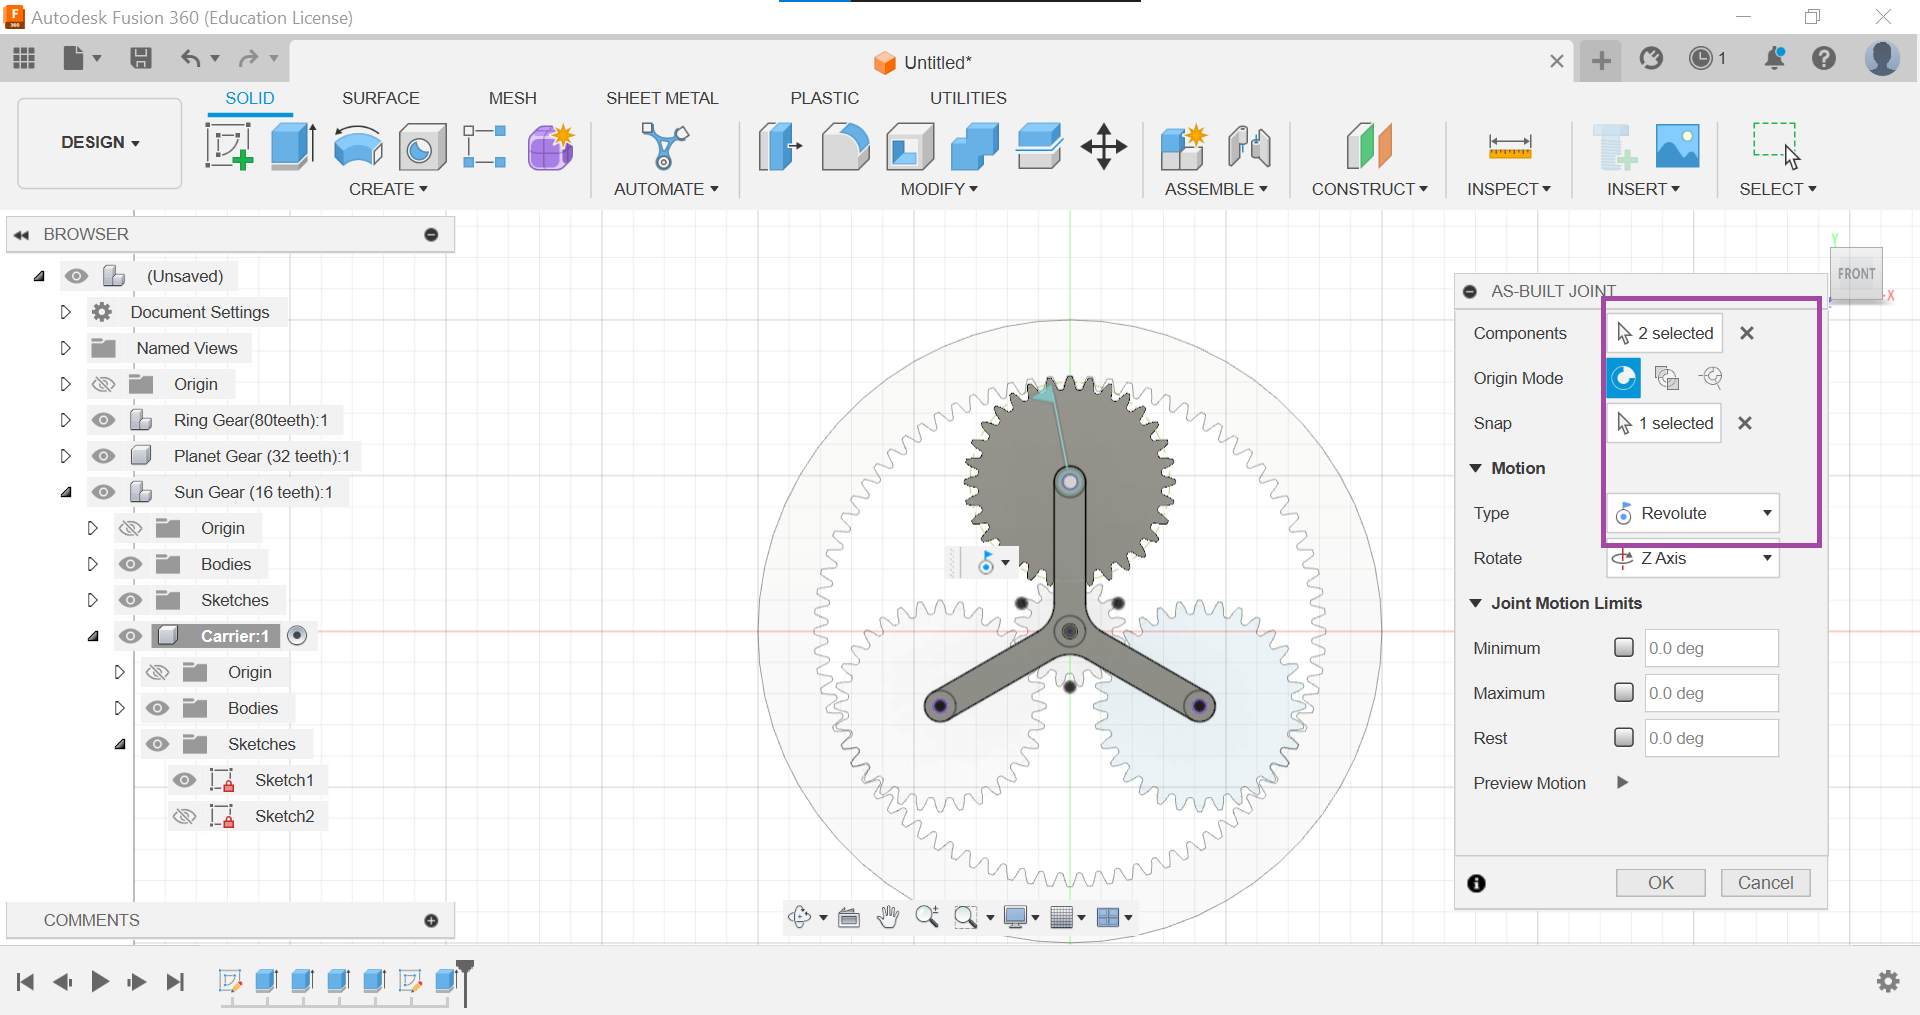 Autodesk Fusion 360 (Education License)
Untitled*
1
DESIGN
SOLID
SURFACE
MESH
SHEET METAL
PLASTIC
UTILITIES
CREATE
AUTOMATE
MODIFY
ASSEMBLE
CONSTRUCT
INSPECT
INSERT
SELECT
BROWSER
(Unsaved)
Document Settings
Named Views
Origin
Ring Gear(80teeth):1
Planet Gear (32 teeth):1
Sun Gear (16 teeth):1
Origin
Bodies
Sketches
Carrier:1
Origin
Bodies
Sketches
Sketch1
Sketch2
COMMENTS
Y
FRONT
X
AS-BUILT JOINT
Components
2 selected
Origin Mode
Snap
1 selected
Motion
Type
Revolute
Rotate
Z Axis
Joint Motion Limits
Minimum
0.0 deg
Maximum
0.0 deg
Rest
0.0 deg
Preview Motion
OK
Cancel